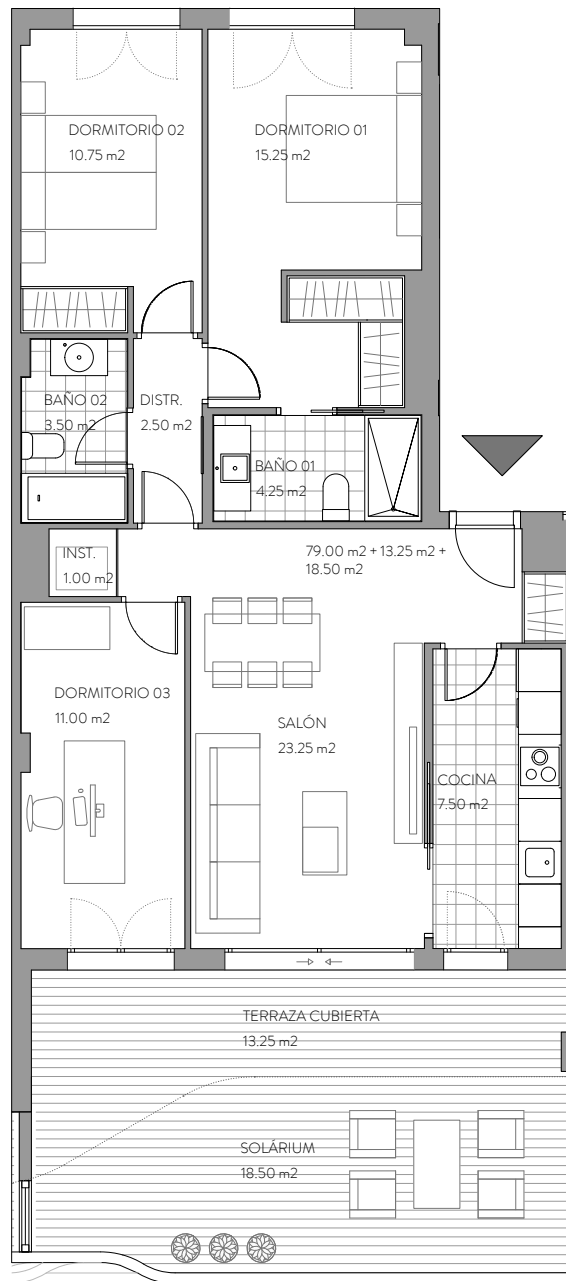 DORMITORIO 02
10.75 m2
DORMITORIO 01
15.25 m2
BAÑO 02
3.50 m2
DISTR.
2.50 m2
BAÑO 01
4.25 m2
INST.
1.00 m2
79.00 m2 + 13.25 m2 +
18.50 m2
DORMITORIO 03
11.00 m2
SALÓN
23.25 m2
COCINA
7.50 m2
TERRAZA CUBIERTA
13.25 m2
SOLÁRIUM
18.50 m2